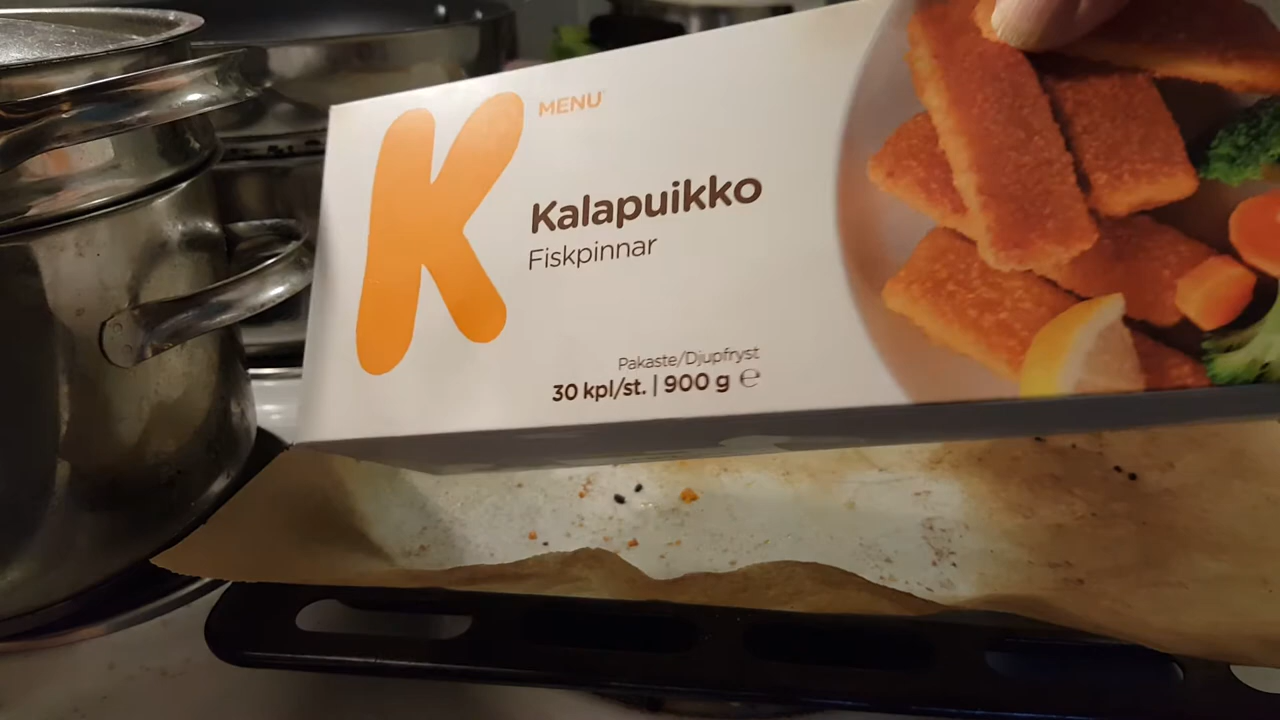 K MENU
Kalapuikko
Fiskpinnar
Pakaste/Djupfryst
30 kpl/st. | 900 g ℮